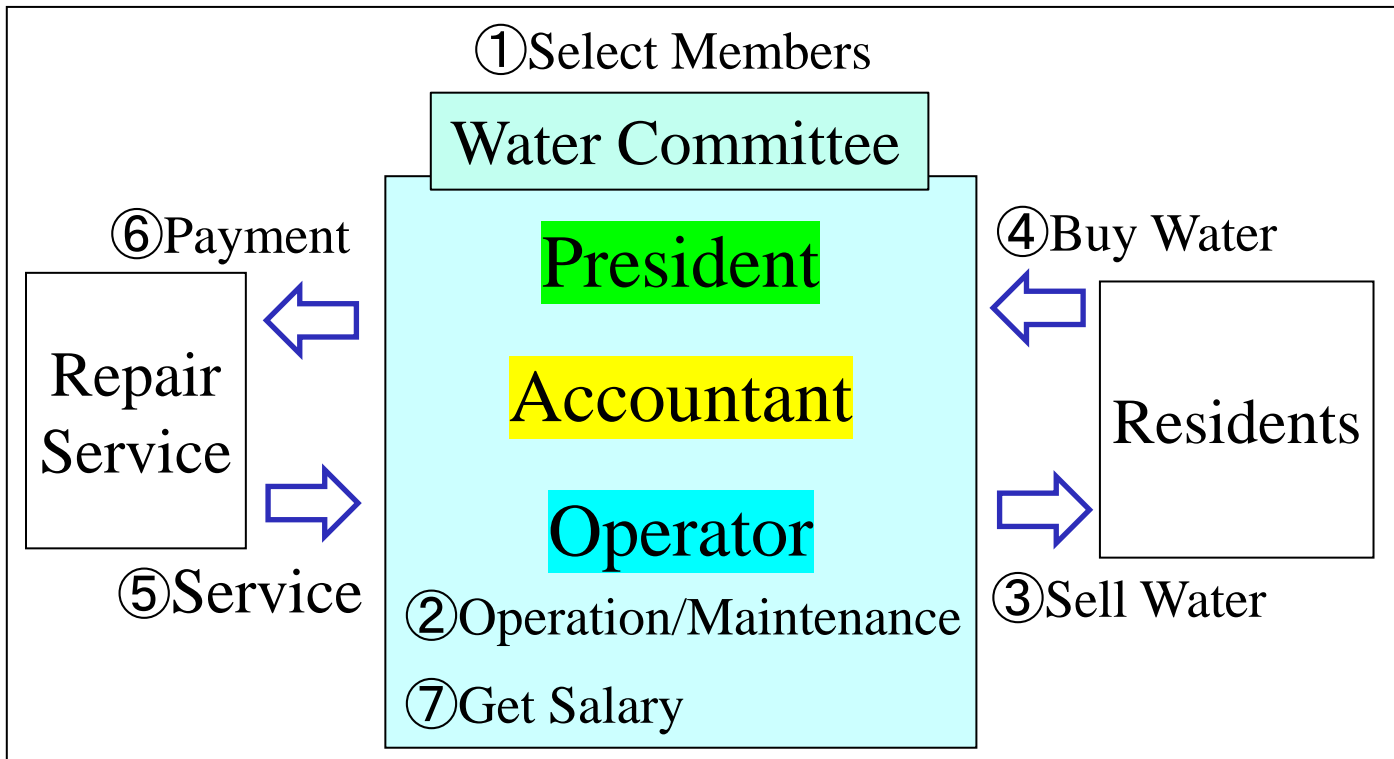 ①Select Members
Water Committee
⑥Payment
President
④Buy Water
Repair
Service
Accountant
Residents
Operator
⑤Service
②Operation/Maintenance
③Sell Water
⑦Get Salary